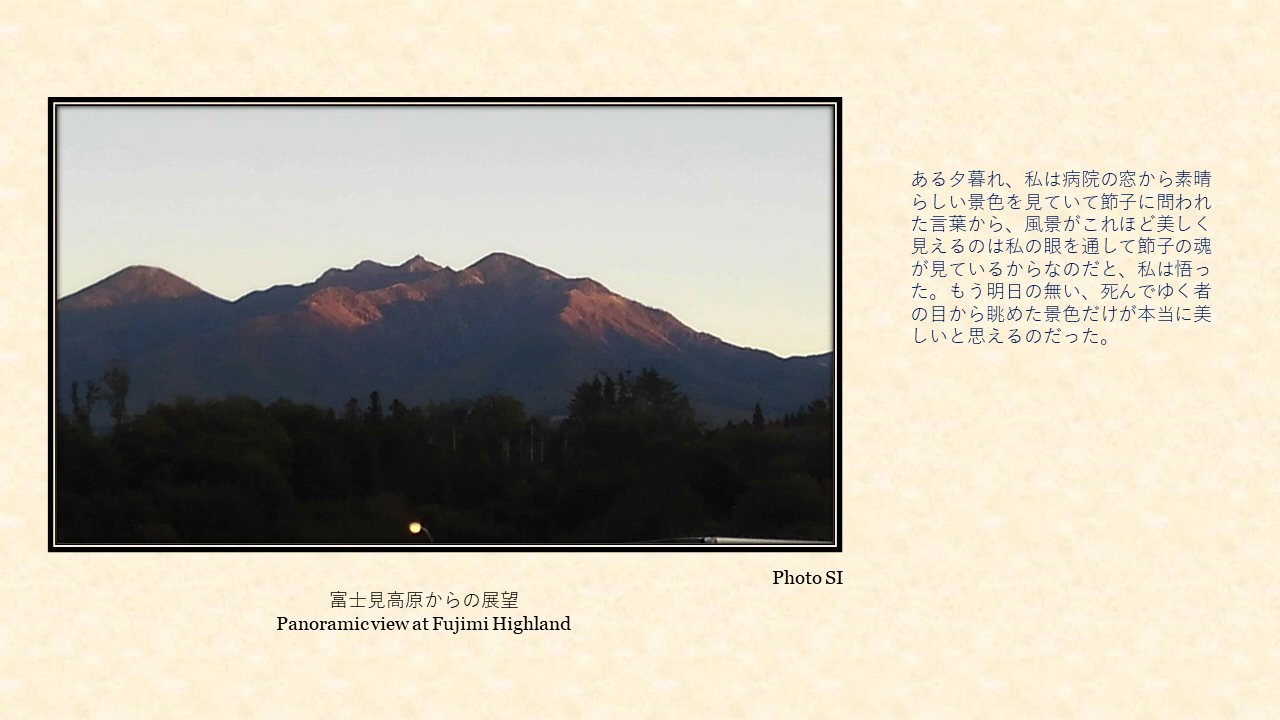 ある夕暮れ、私は病院の窓から素晴
らしい景色を見ていて節子に問われ
た言葉から、風景がこれほど美しく
見えるのは私の眼を通して節子の魂
が見ているからなのだと、私は悟っ
た。もう明日の無い、死んでゆく者
の目から眺めた景色だけが本当に美
しいと思えるのだった。
Photo SI
富士見高原からの展望
Panoramic view at Fujimi Highland